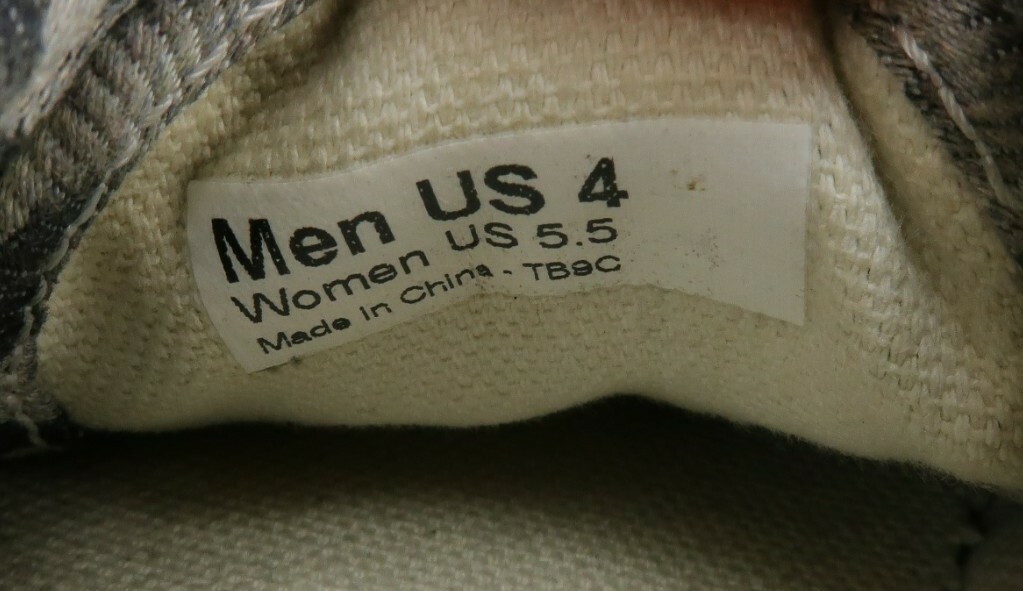 Men US 4
Women US 5.5
Made in China - TB9C